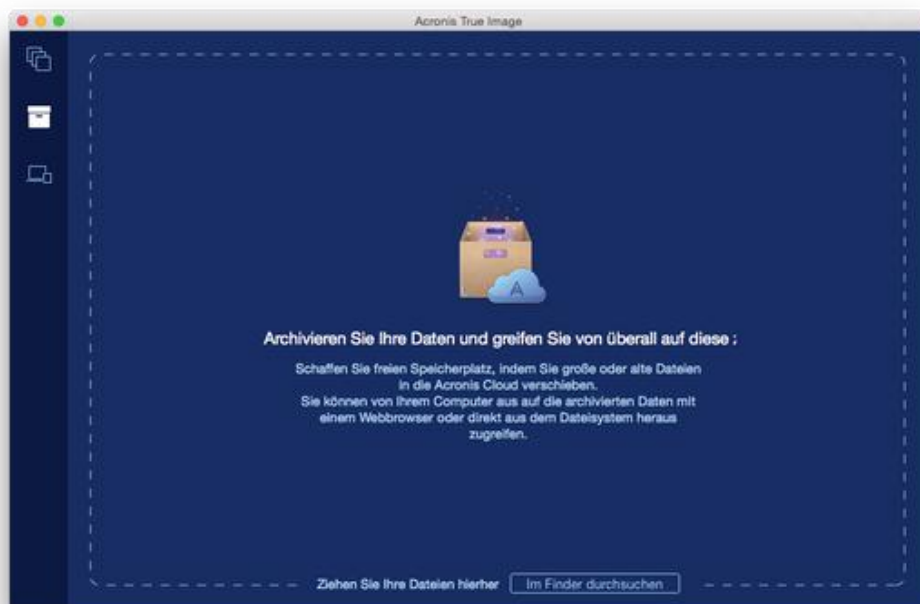 Acronis True Image
Archivieren Sie Ihre Daten und greifen Sie von überall auf diese
Schaffen Sie freien Speicherplatz, indem Sie große oder alte Dateien
in die Acronis Cloud verschieben.
Sie können von Ihrem Computer aus auf die archivierten Daten mit
einem Webbrowser oder direkt aus dem Dateisystem heraus
zugreifen.
Ziehen Sie Ihre Dateien hierher
Im Finder durchsuchen